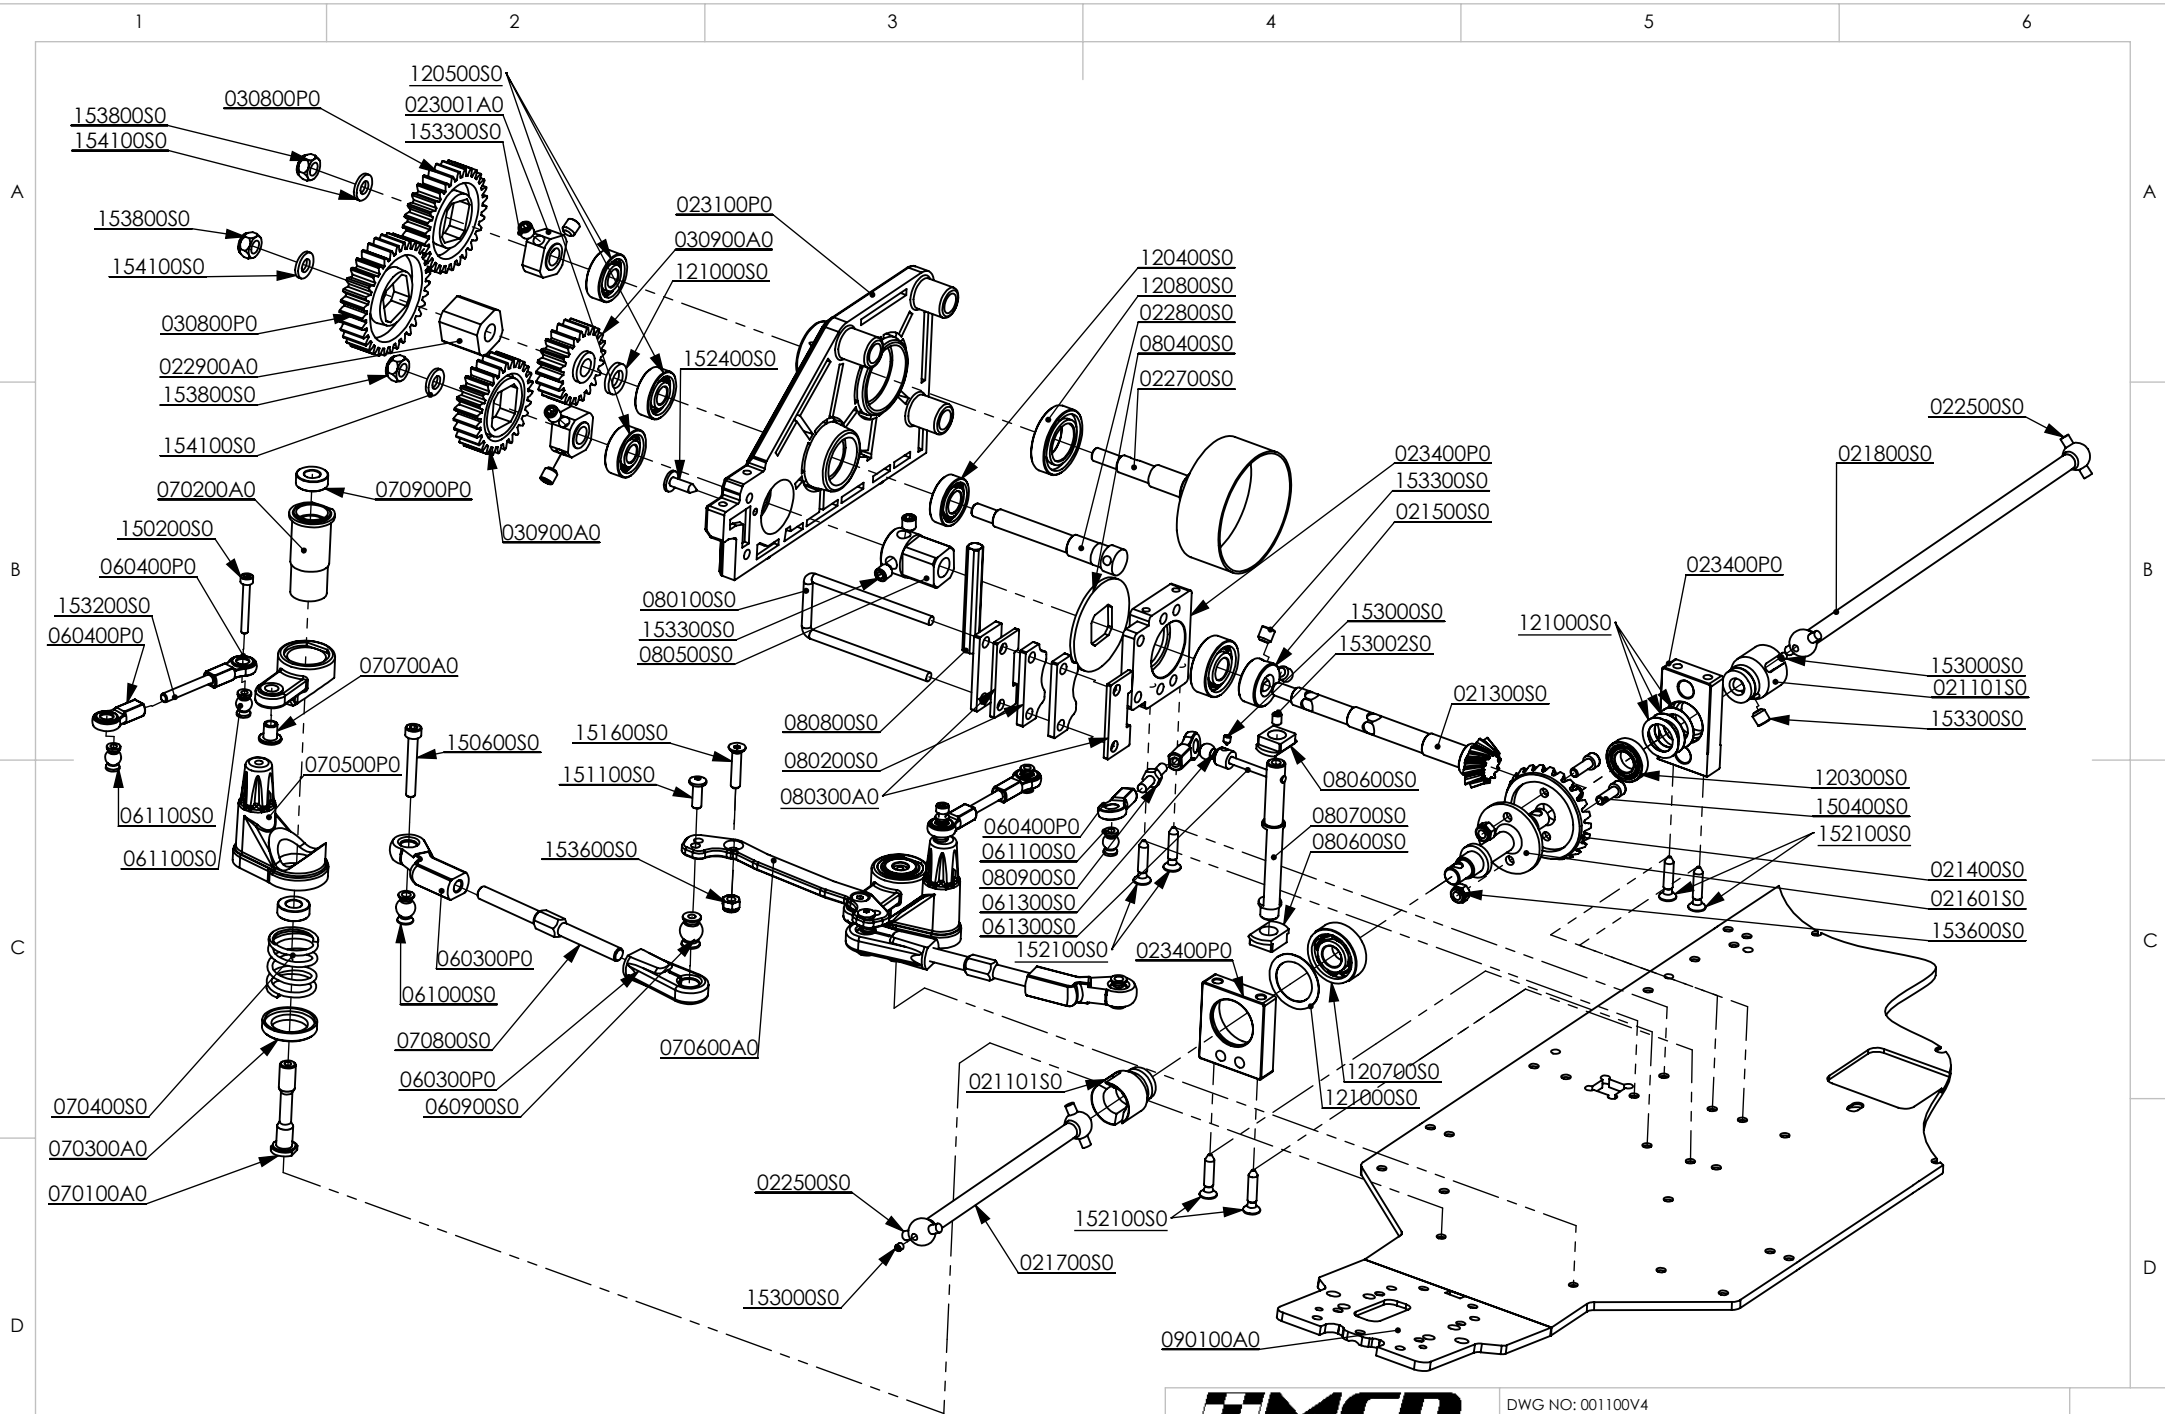 1 2 3 4 5 6
A A
B B
C C
D D
D
120500S0
023001A0
153300S0
030800P0
153800S0
154100S0
153800S0
154100S0
030800P0
022900A0
153800S0
154100S0
023100P0
030900A0
121000S0
152400S0
030900A0
120400S0
120800S0
022800S0
080400S0
022700S0
023400P0
153300S0
021500S0
022500S0
021800S0
070200A0
070900P0
150200S0
060400P0
153200S0
060400P0
070700A0
070500P0
061100S0
061100S0
150600S0
151600S0
151100S0
153600S0
080100S0
153300S0
080500S0
080800S0
080200S0
080300A0
153000S0
153002S0
021300S0
023400P0
121000S0
153000S0
021101S0
153300S0
120300S0
150400S0
152100S0
021400S0
021601S0
153600S0
080600S0
080700S0
080600S0
060400P0
061100S0
080900S0
061300S0
061300S0
152100S0
023400P0
060300P0
061000S0
070800S0
060300P0
060900S0
070600A0
070400S0
070300A0
070100A0
021101S0
120700S0
121000S0
022500S0
152100S0
021700S0
153000S0
090100A0
MCD
DWG NO: 001100V4